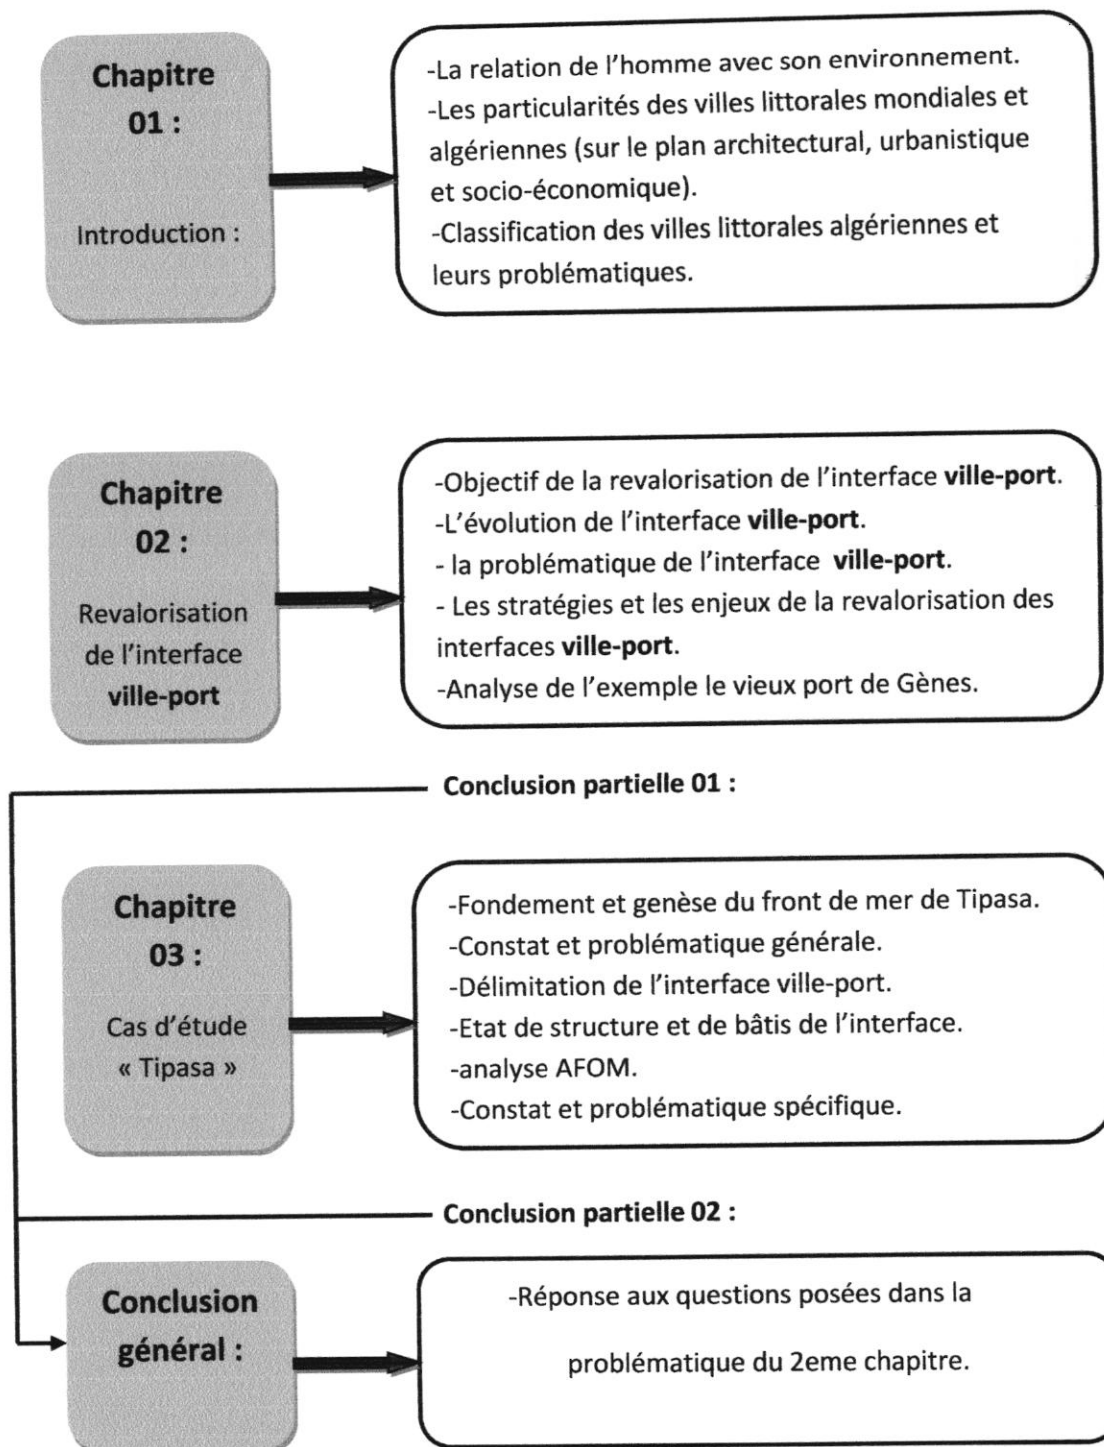 Chapitre
01 :
Introduction :
-La relation de l'homme avec son environnement.
-Les particularités des villes littorales mondiales et
algériennes (sur le plan architectural, urbanistique
et socio-économique).
-Classification des villes littorales algériennes et
leurs problématiques.
Chapitre
02 :
Revalorisation
de l'interface
ville-port
-Objectif de la revalorisation de l'interface ville-port.
-L'évolution de l'interface ville-port.
- la problématique de l'interface ville-port.
- Les stratégies et les enjeux de la revalorisation des
interfaces ville-port.
-Analyse de l'exemple le vieux port de Gènes.
Conclusion partielle 01 :
Chapitre
03 :
Cas d'étude
« Tipasa »
-Fondement et genèse du front de mer de Tipasa.
-Constat et problématique générale.
-Délimitation de l'interface ville-port.
-Etat de structure et de bâtis de l'interface.
-analyse AFOM.
-Constat et problématique spécifique.
Conclusion partielle 02 :
Conclusion
général :
-Réponse aux questions posées dans la
problématique du 2eme chapitre.